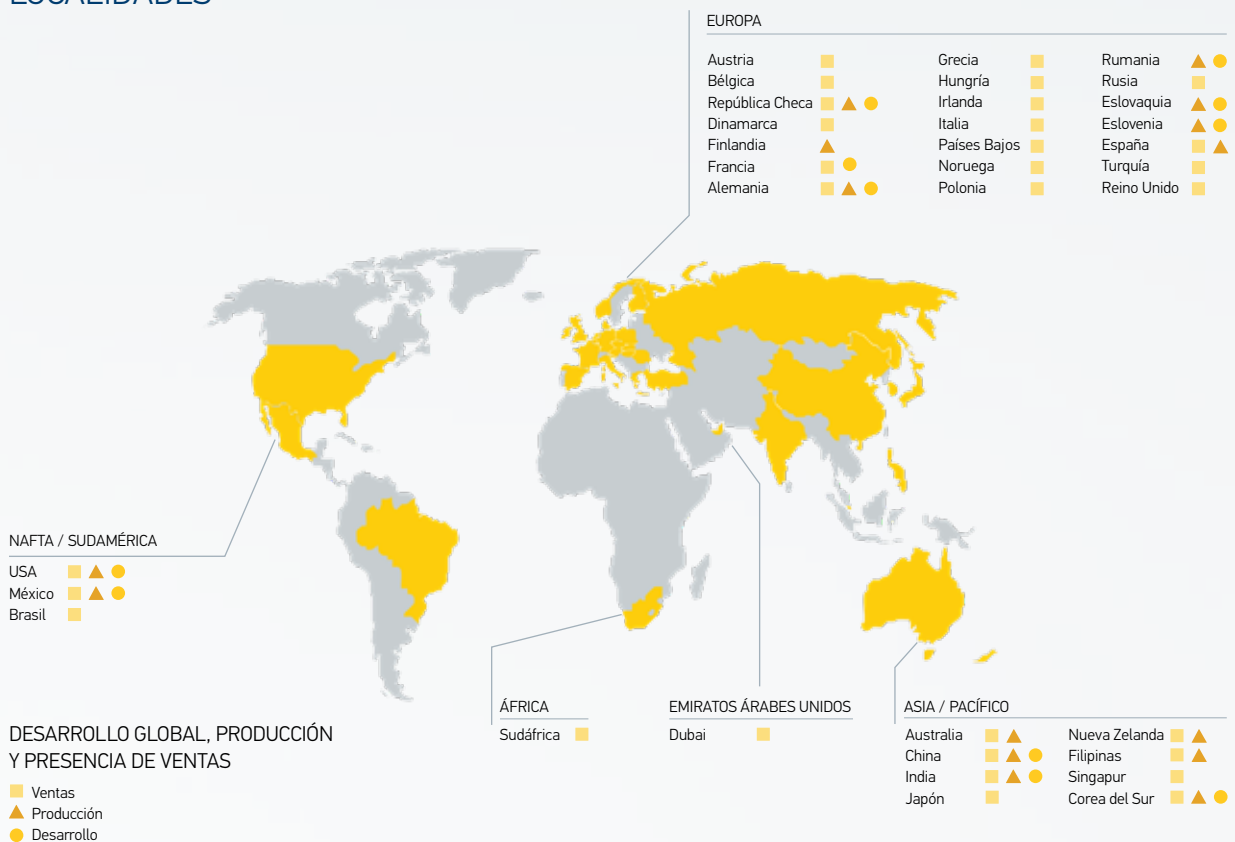 LOCALIDADES
EUROPA
Austria
Bélgica
República Checa
Dinamarca
Finlandia
Francia
Alemania
Grecia
Hungría
Irlanda
Italia
Países Bajos
Noruega
Polonia
Rumania
Rusia
Eslovaquia
Eslovenia
España
Turquía
Reino Unido
NAFTA / SUDAMÉRICA
USA
México
Brasil
ÁFRICA
Sudáfrica
EMIRATOS ÁRABES UNIDOS
Dubai
ASIA / PACÍFICO
Australia
China
India
Japón
Nueva Zelanda
Filipinas
Singapur
Corea del Sur
DESARROLLO GLOBAL, PRODUCCIÓN
Y PRESENCIA DE VENTAS
Ventas
Producción
Desarrollo